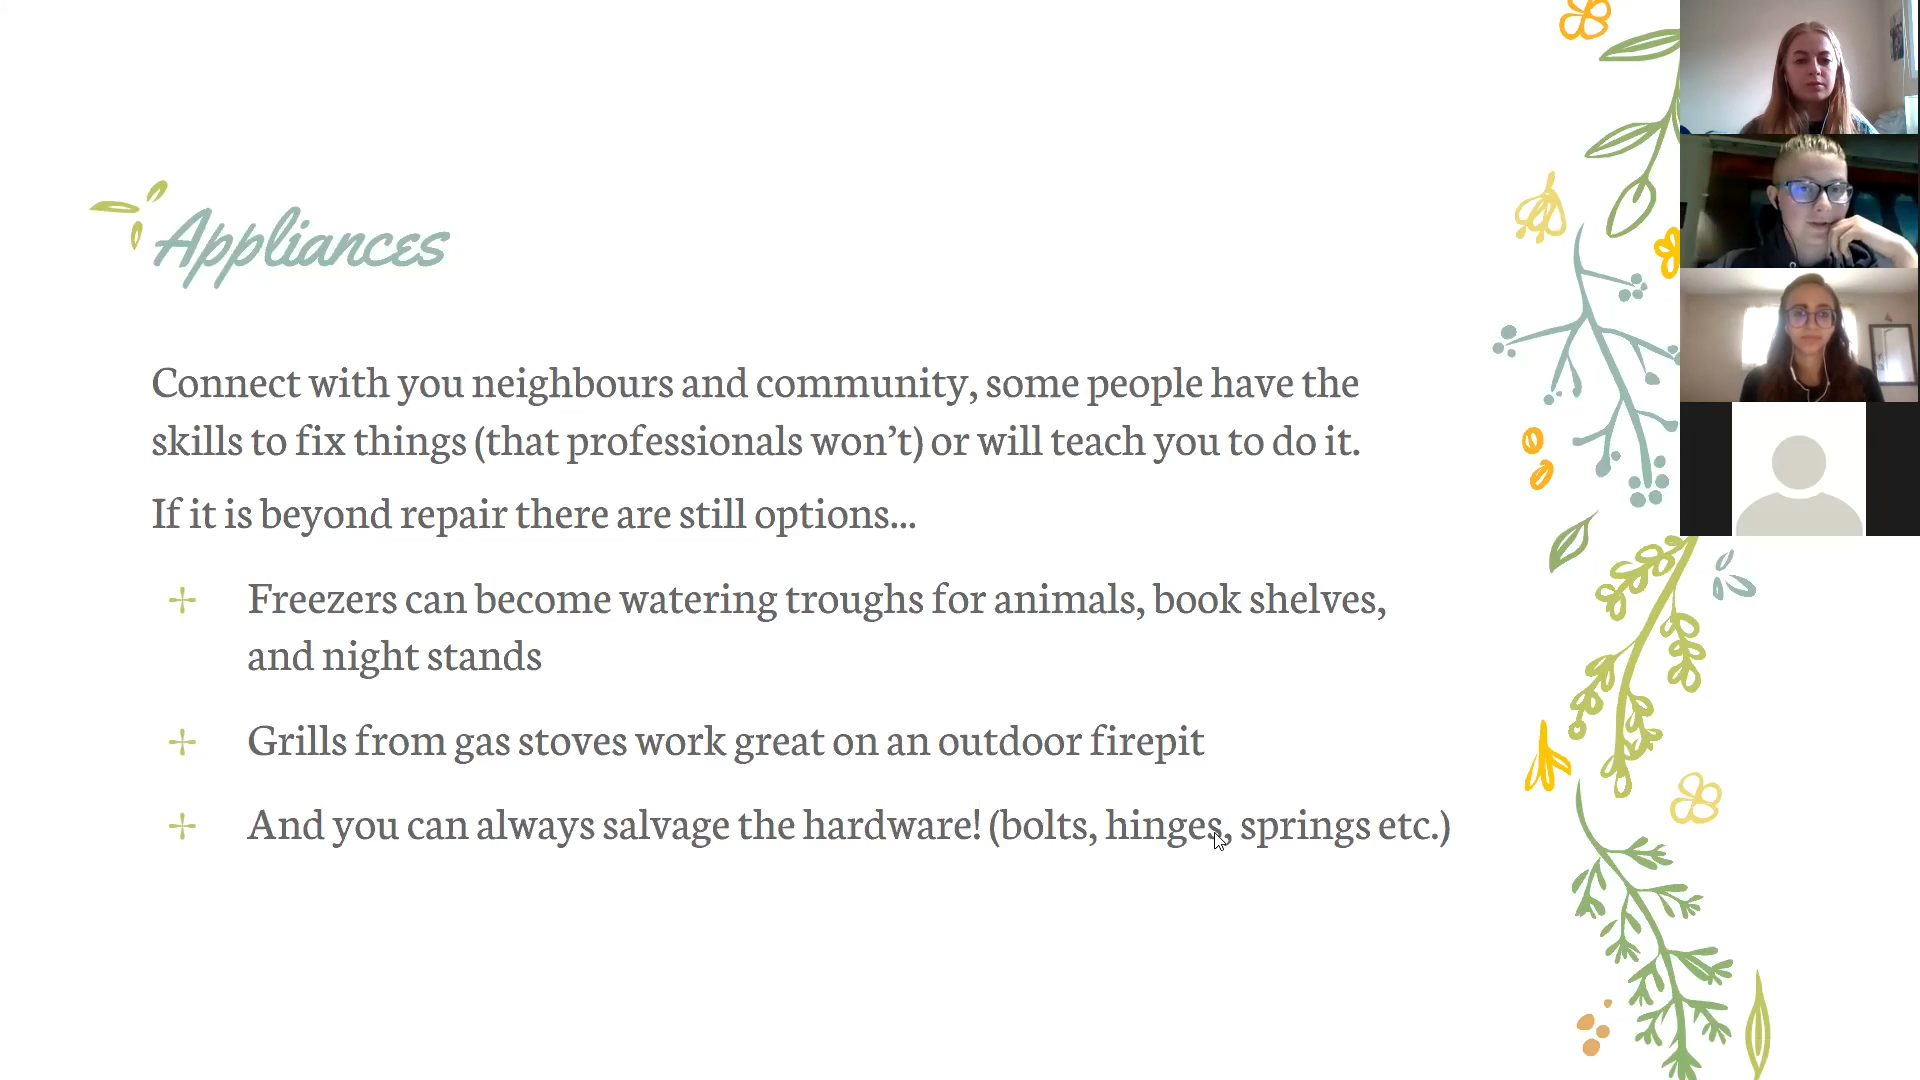 Appliances
Connect with you neighbours and community, some people have the
skills to fix things (that professionals won’t) or will teach you to do it.
If it is beyond repair there are still options...
Freezers can become watering troughs for animals, book shelves,
and night stands
Grills from gas stoves work great on an outdoor firepit
And you can always salvage the hardware! (bolts, hinges, springs etc.)